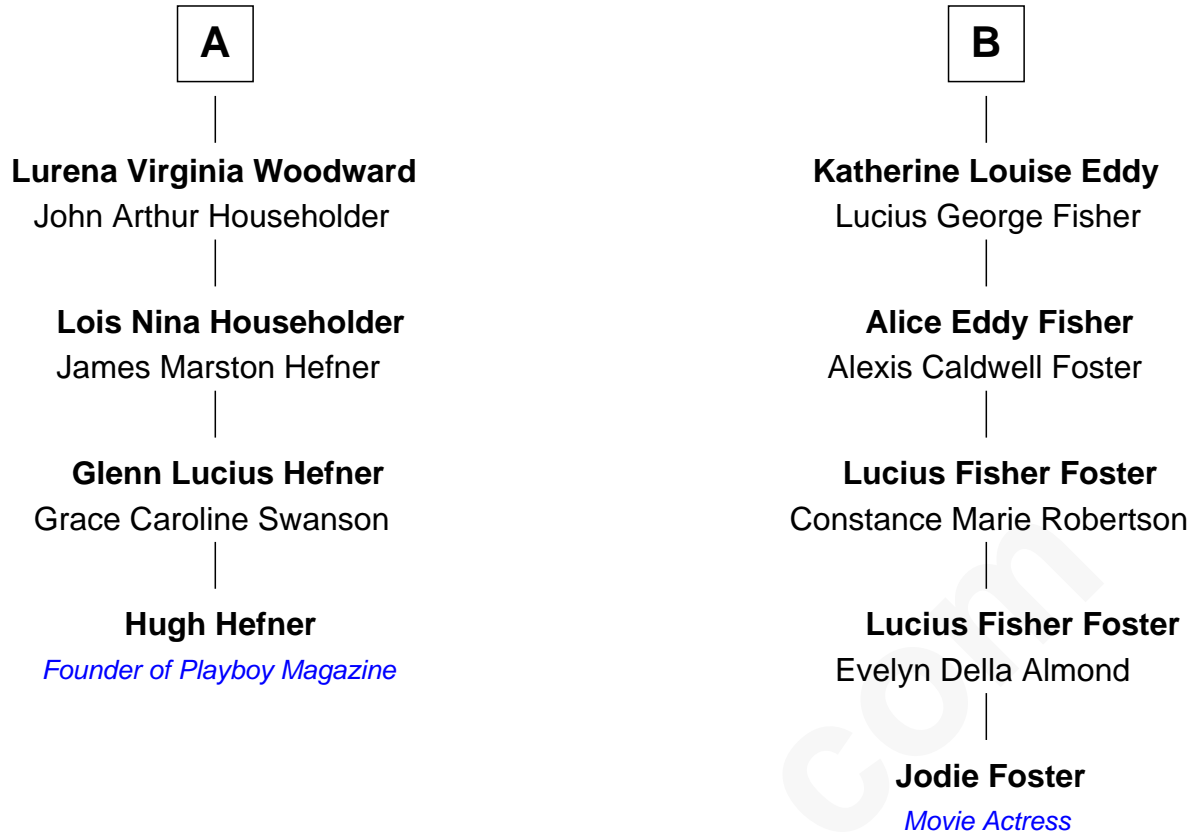 A
Lurena Virginia Woodward
John Arthur Householder
Lois Nina Householder
James Marston Hefner
Glenn Lucius Hefner
Grace Caroline Swanson
Hugh Hefner
Founder of Playboy Magazine
B
Katherine Louise Eddy
Lucius George Fisher
Alice Eddy Fisher
Alexis Caldwell Foster
Lucius Fisher Foster
Constance Marie Robertson
Lucius Fisher Foster
Evelyn Della Almond
Jodie Foster
Movie Actress
com